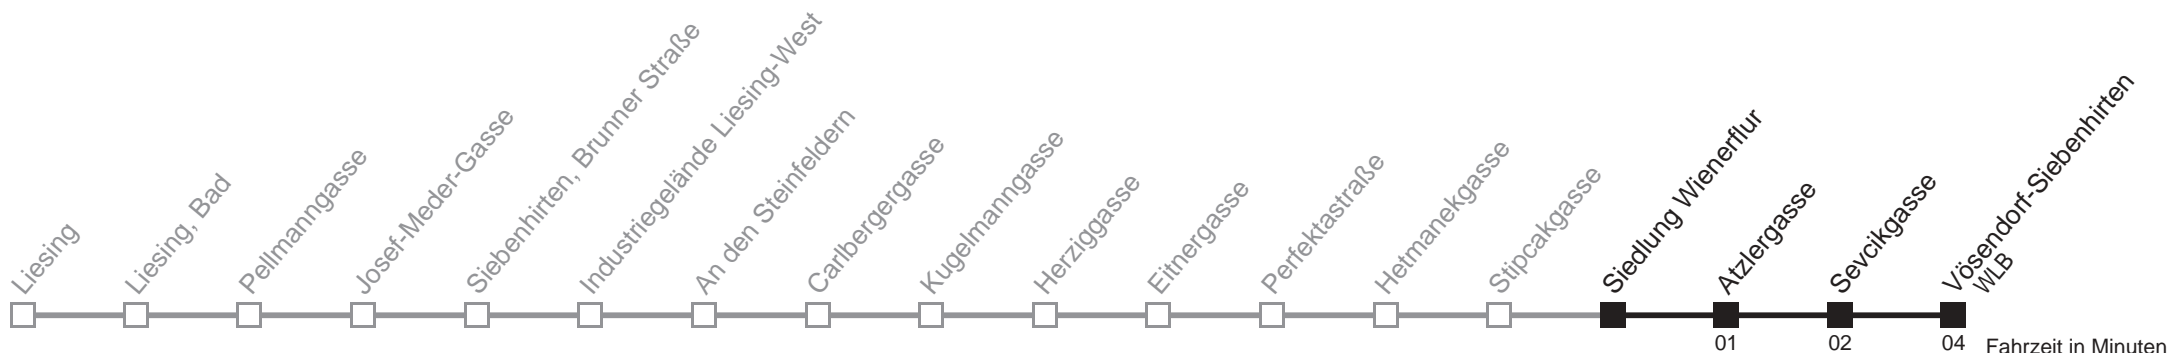 Liesing
Liesing, Bad
Pellmanngasse
Josef-Meder-Gasse
Siebenhirten, Brunner Straße
Industriegelände Liesing-West
An den Steinfeldern
Carlbergergasse
Kugelmanngasse
Herziggasse
Eitnergasse
Perfektastraße
Hetmanekgasse
Stipcakgasse
Siedlung Wienerflur
Atzlergasse
Sevcikgasse
Vösendorf-Siebenhirten
WLB
01
02
04
Fahrzeit in Minuten